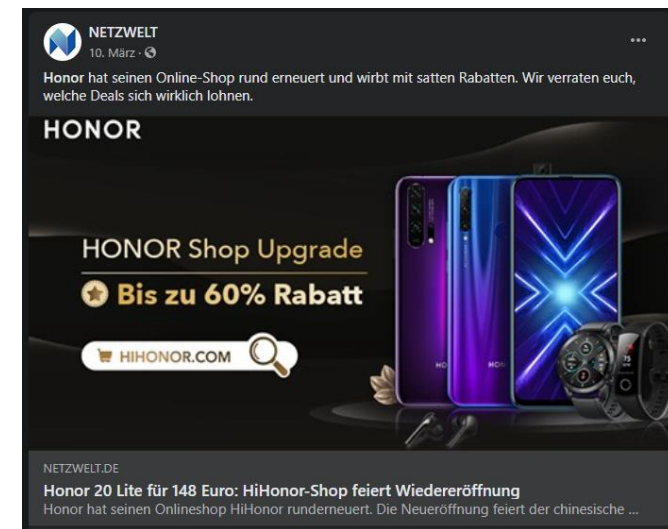 NETZWELT
10. März ·
Honor hat seinen Online-Shop rund erneuert und wirbt mit satten Rabatten. Wir verraten euch,
welche Deals sich wirklich lohnen.
HONOR
HONOR Shop Upgrade
Bis zu 60% Rabatt
HIHONOR.COM
NETZWELT.DE
Honor 20 Lite für 148 Euro: HiHonor-Shop feiert Wiedereröffnung
Honor hat seinen Onlineshop HiHonor runderneuert. Die Neueröffnung feiert der chinesische ...